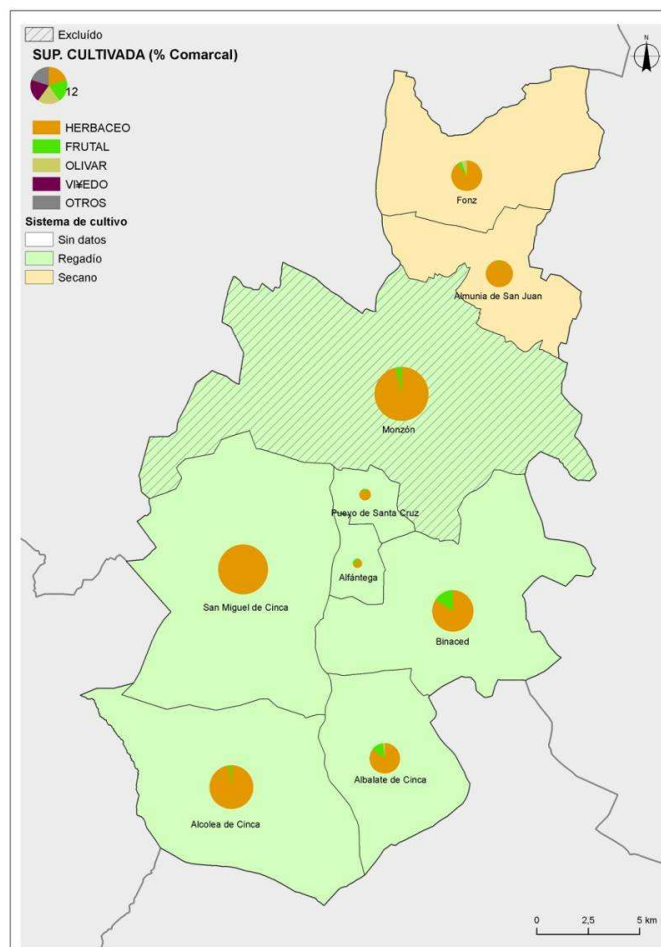 Excluído
SUP. CULTIVADA (% Comarcal)
12
HERBACEO
FRUTAL
OLIVAR
VI¥EDO
OTROS
Sistema de cultivo
Sin datos
Regadío
Secano
N
Fonz
Almunia de San Juan
Monzón
Pueyo de Santa Cruz
Alfántega
San Miguel de Cinca
Binaced
Albalate de Cinca
Alcolea de Cinca
0 2,5 5 km